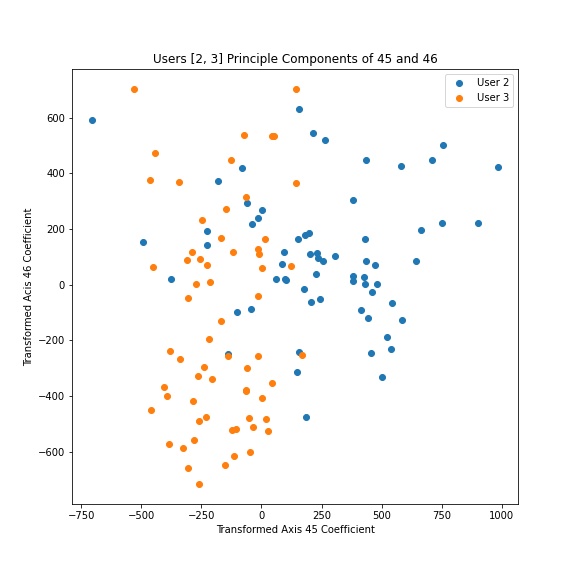 Users [2, 3] Principle Components of 45 and 46
User 2
User 3
Transformed Acis 46 Coefficient
600
400
200
0
−200
−400
−600
−750 −500 −250 0 250 500 750 1000
Transformed Axis 45 Coefficient